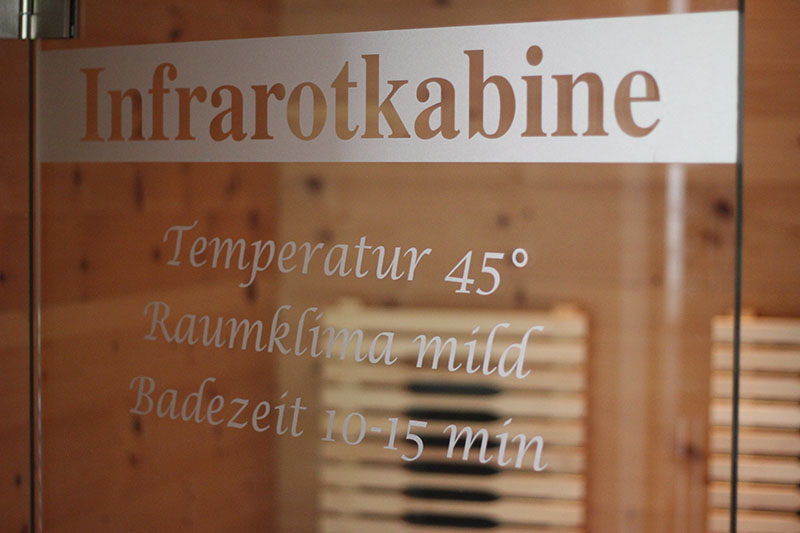 Infrarotkabine
Temperatur 45°
Raumklima mild
Badezeit 10-15 min